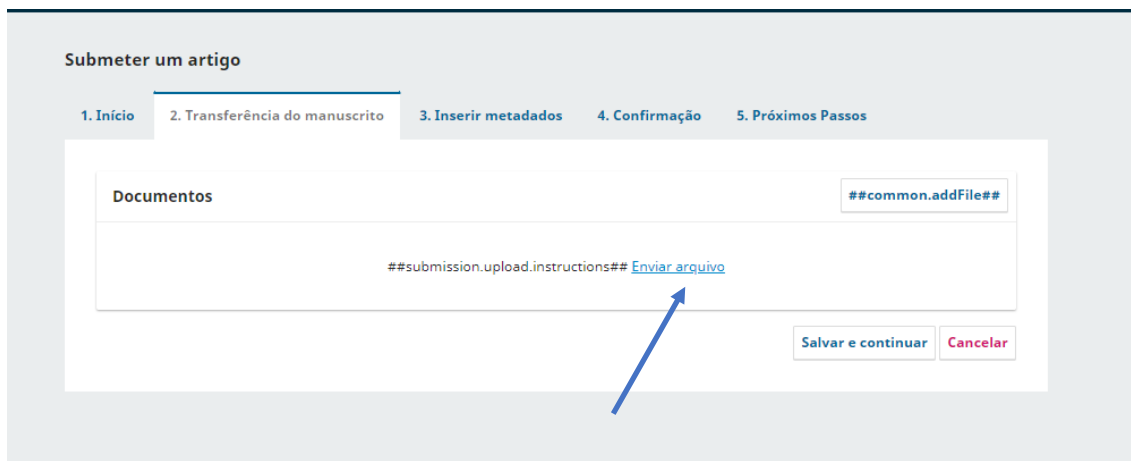 Submeter um artigo
1. Início 2. Transferência do manuscrito 3. Inserir metadados 4. Confirmação 5. Próximos Passos
Documentos ##common.addFile##
##submission.upload.instructions## Enviar arquivo
Salvar e continuar Cancelar